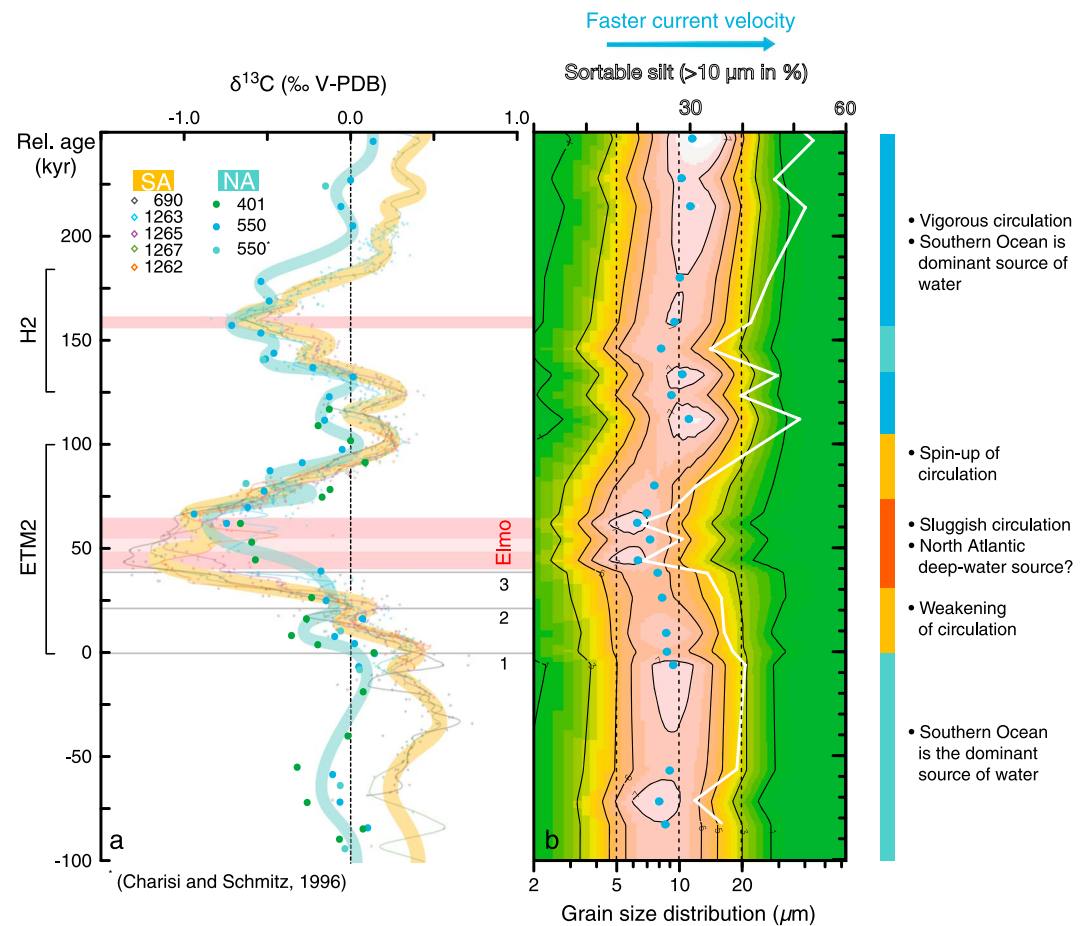 Faster current velocity
Sortable silt (>10 µm in %)
30
60
δ¹³C (‰ V-PDB)
-1.0
0.0
1.0
Rel. age
(kyr)
SA
690
1263
1265
1267
1262
NA
401
550
550*
200
150
100
50
0
-50
-100
H2
ETM2
Elmo
3
2
1
a
b
* (Charisi and Schmitz, 1996)
2
5
10
20
Grain size distribution (µm)
• Vigorous circulation
• Southern Ocean is
dominant source of
water
• Spin-up of
circulation
• Sluggish circulation
• North Atlantic
deep-water source?
• Weakening
of circulation
• Southern Ocean
is the dominant
source of water